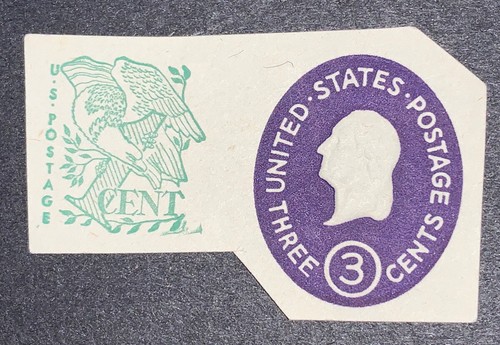 U·S·POSTAGE
CENT
UNITED·STATES·POSTAGE
THREE 3 CENTS